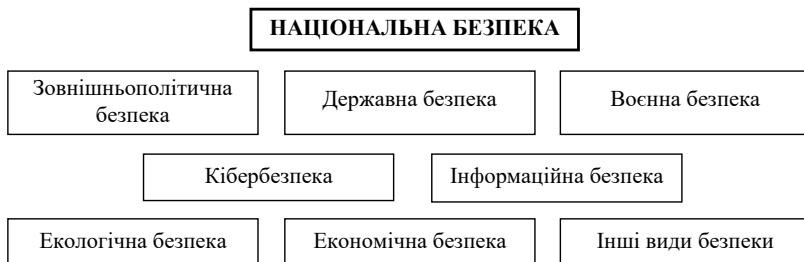 НАЦІОНАЛЬНА БЕЗПЕКА
Зовнішньополітична
безпека
Державна безпека
Воєнна безпека
Кібербезпека
Інформаційна безпека
Екологічна безпека
Економічна безпека
Інші види безпеки